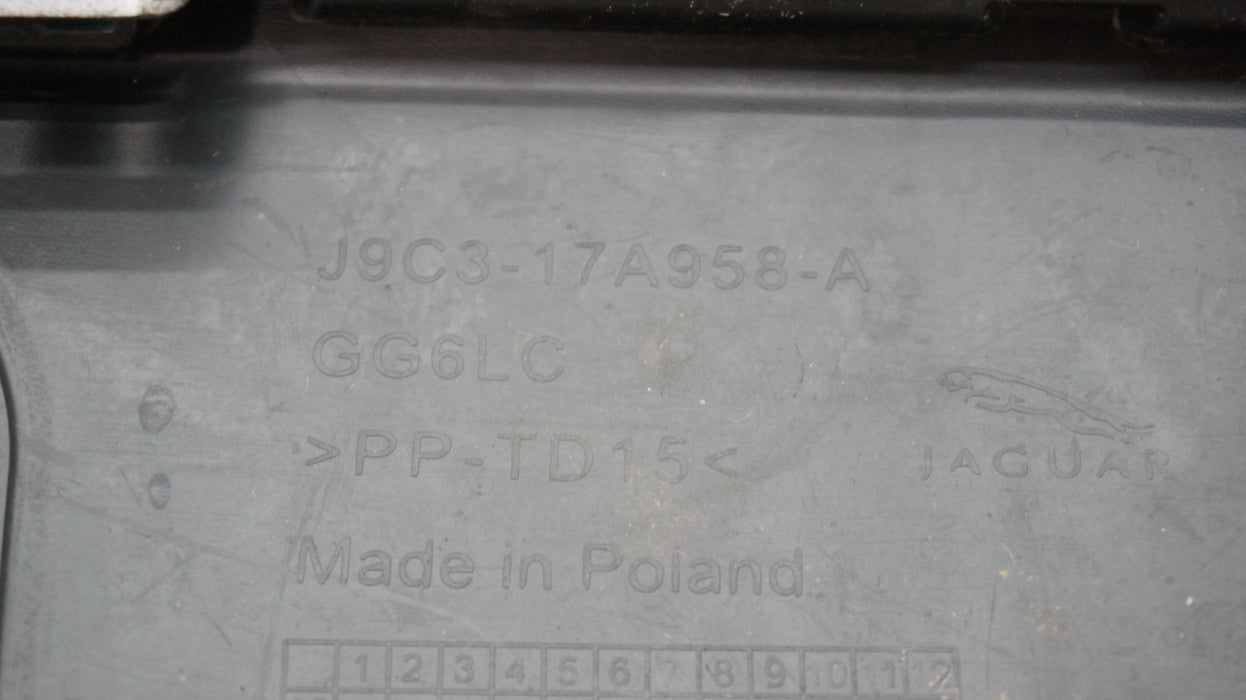 J9C3-17A958-A
GG6LC
>PP-TD15<
JAGUAR
Made in Poland
1 2 3 4 5 6 7 8 9 10 11 12